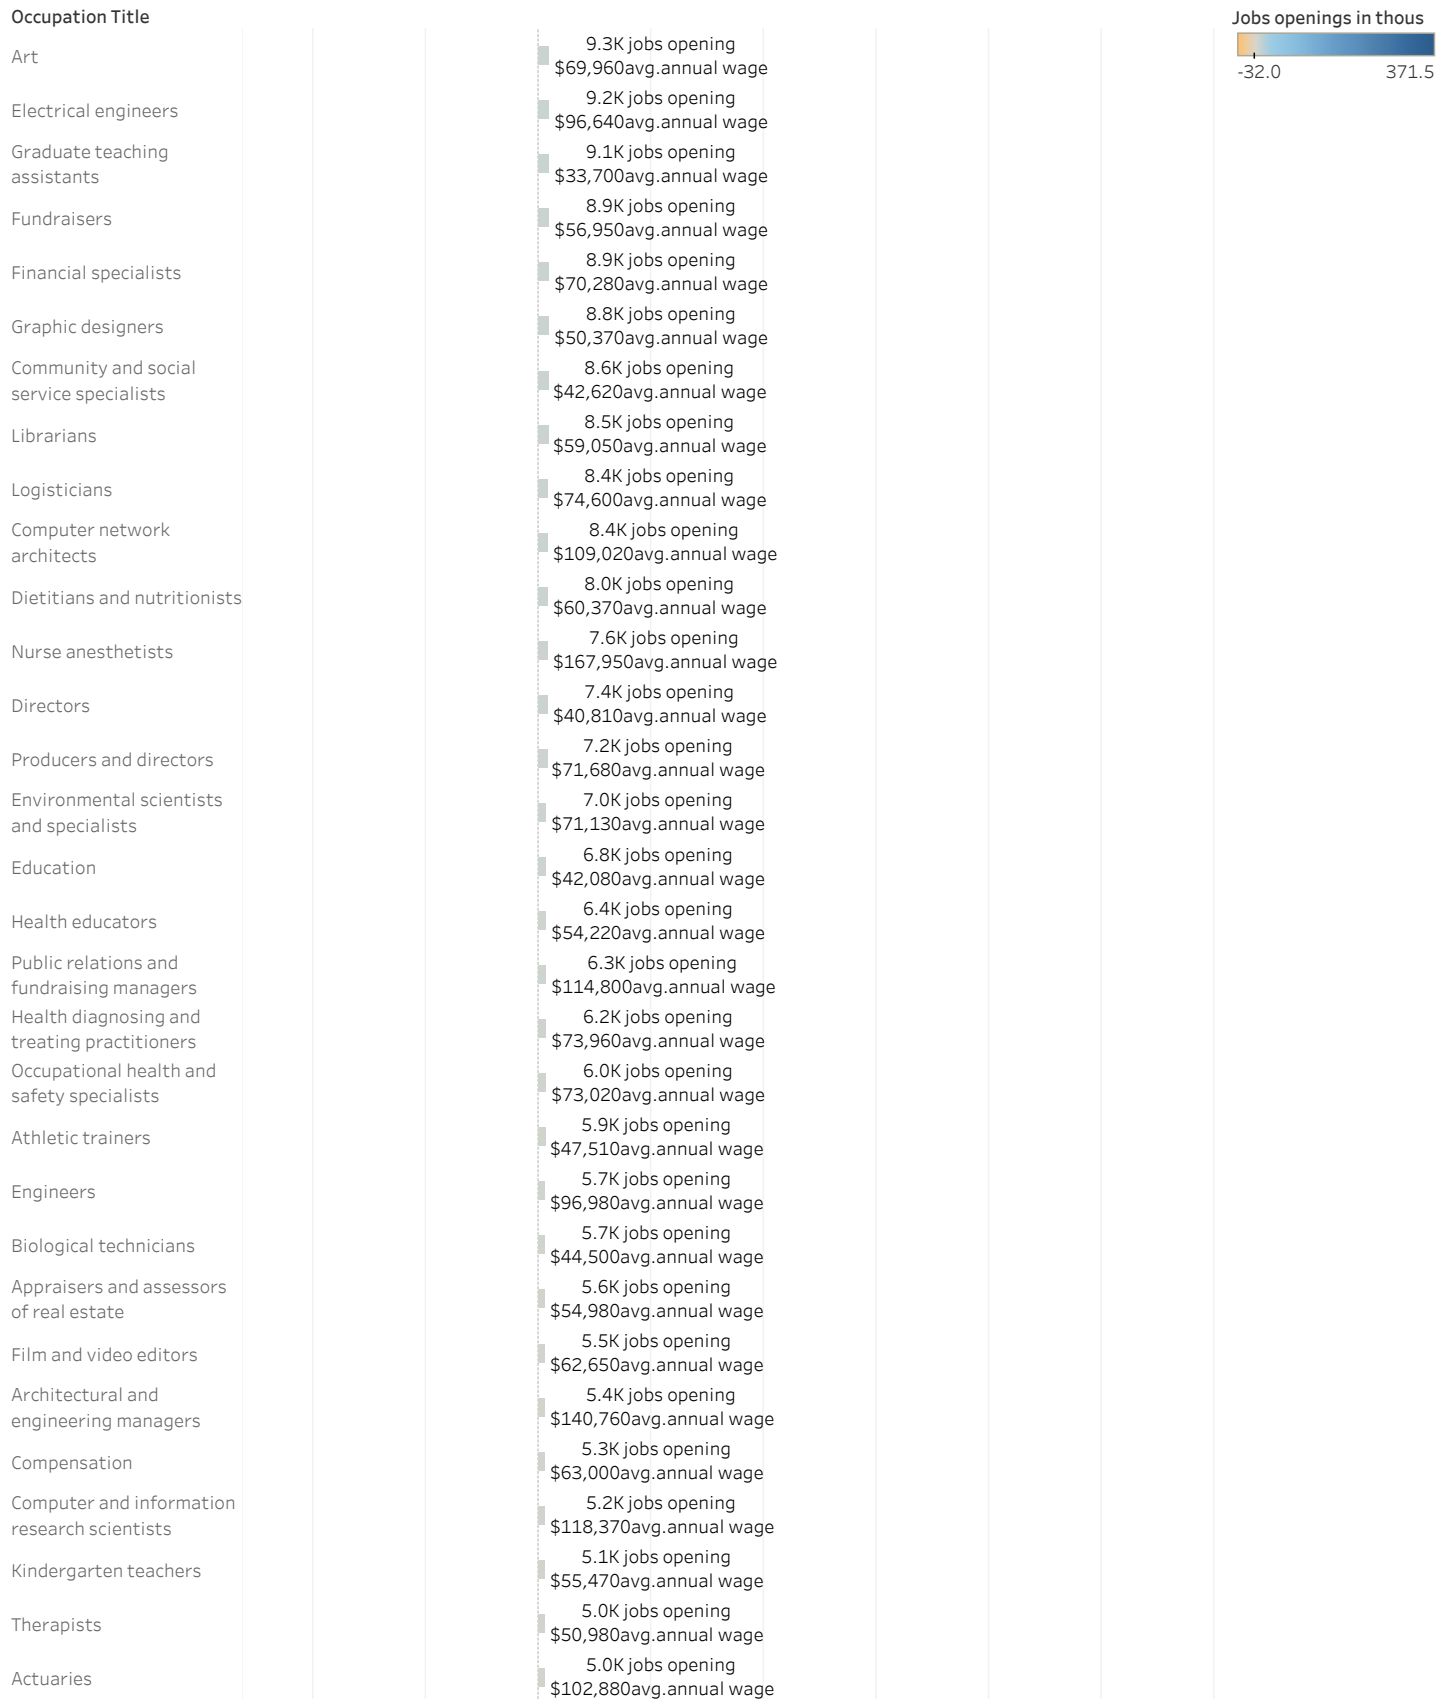 Occupation Title
Jobs openings in thous
-32.0 371.5
Art
9.3K jobs opening
$69,960avg.annual wage
Electrical engineers
9.2K jobs opening
$96,640avg.annual wage
Graduate teaching
assistants
9.1K jobs opening
$33,700avg.annual wage
Fundraisers
8.9K jobs opening
$56,950avg.annual wage
Financial specialists
8.9K jobs opening
$70,280avg.annual wage
Graphic designers
8.8K jobs opening
$50,370avg.annual wage
Community and social
service specialists
8.6K jobs opening
$42,620avg.annual wage
Librarians
8.5K jobs opening
$59,050avg.annual wage
Logisticians
8.4K jobs opening
$74,600avg.annual wage
Computer network
architects
8.4K jobs opening
$109,020avg.annual wage
Dietitians and nutritionists
8.0K jobs opening
$60,370avg.annual wage
Nurse anesthetists
7.6K jobs opening
$167,950avg.annual wage
Directors
7.4K jobs opening
$40,810avg.annual wage
Producers and directors
7.2K jobs opening
$71,680avg.annual wage
Environmental scientists
and specialists
7.0K jobs opening
$71,130avg.annual wage
Education
6.8K jobs opening
$42,080avg.annual wage
Health educators
6.4K jobs opening
$54,220avg.annual wage
Public relations and
fundraising managers
6.3K jobs opening
$114,800avg.annual wage
Health diagnosing and
treating practitioners
6.2K jobs opening
$73,960avg.annual wage
Occupational health and
safety specialists
6.0K jobs opening
$73,020avg.annual wage
Athletic trainers
5.9K jobs opening
$47,510avg.annual wage
Engineers
5.7K jobs opening
$96,980avg.annual wage
Biological technicians
5.7K jobs opening
$44,500avg.annual wage
Appraisers and assessors
of real estate
5.6K jobs opening
$54,980avg.annual wage
Film and video editors
5.5K jobs opening
$62,650avg.annual wage
Architectural and
engineering managers
5.4K jobs opening
$140,760avg.annual wage
Compensation
5.3K jobs opening
$63,000avg.annual wage
Computer and information
research scientists
5.2K jobs opening
$118,370avg.annual wage
Kindergarten teachers
5.1K jobs opening
$55,470avg.annual wage
Therapists
5.0K jobs opening
$50,980avg.annual wage
Actuaries
5.0K jobs opening
$102,880avg.annual wage